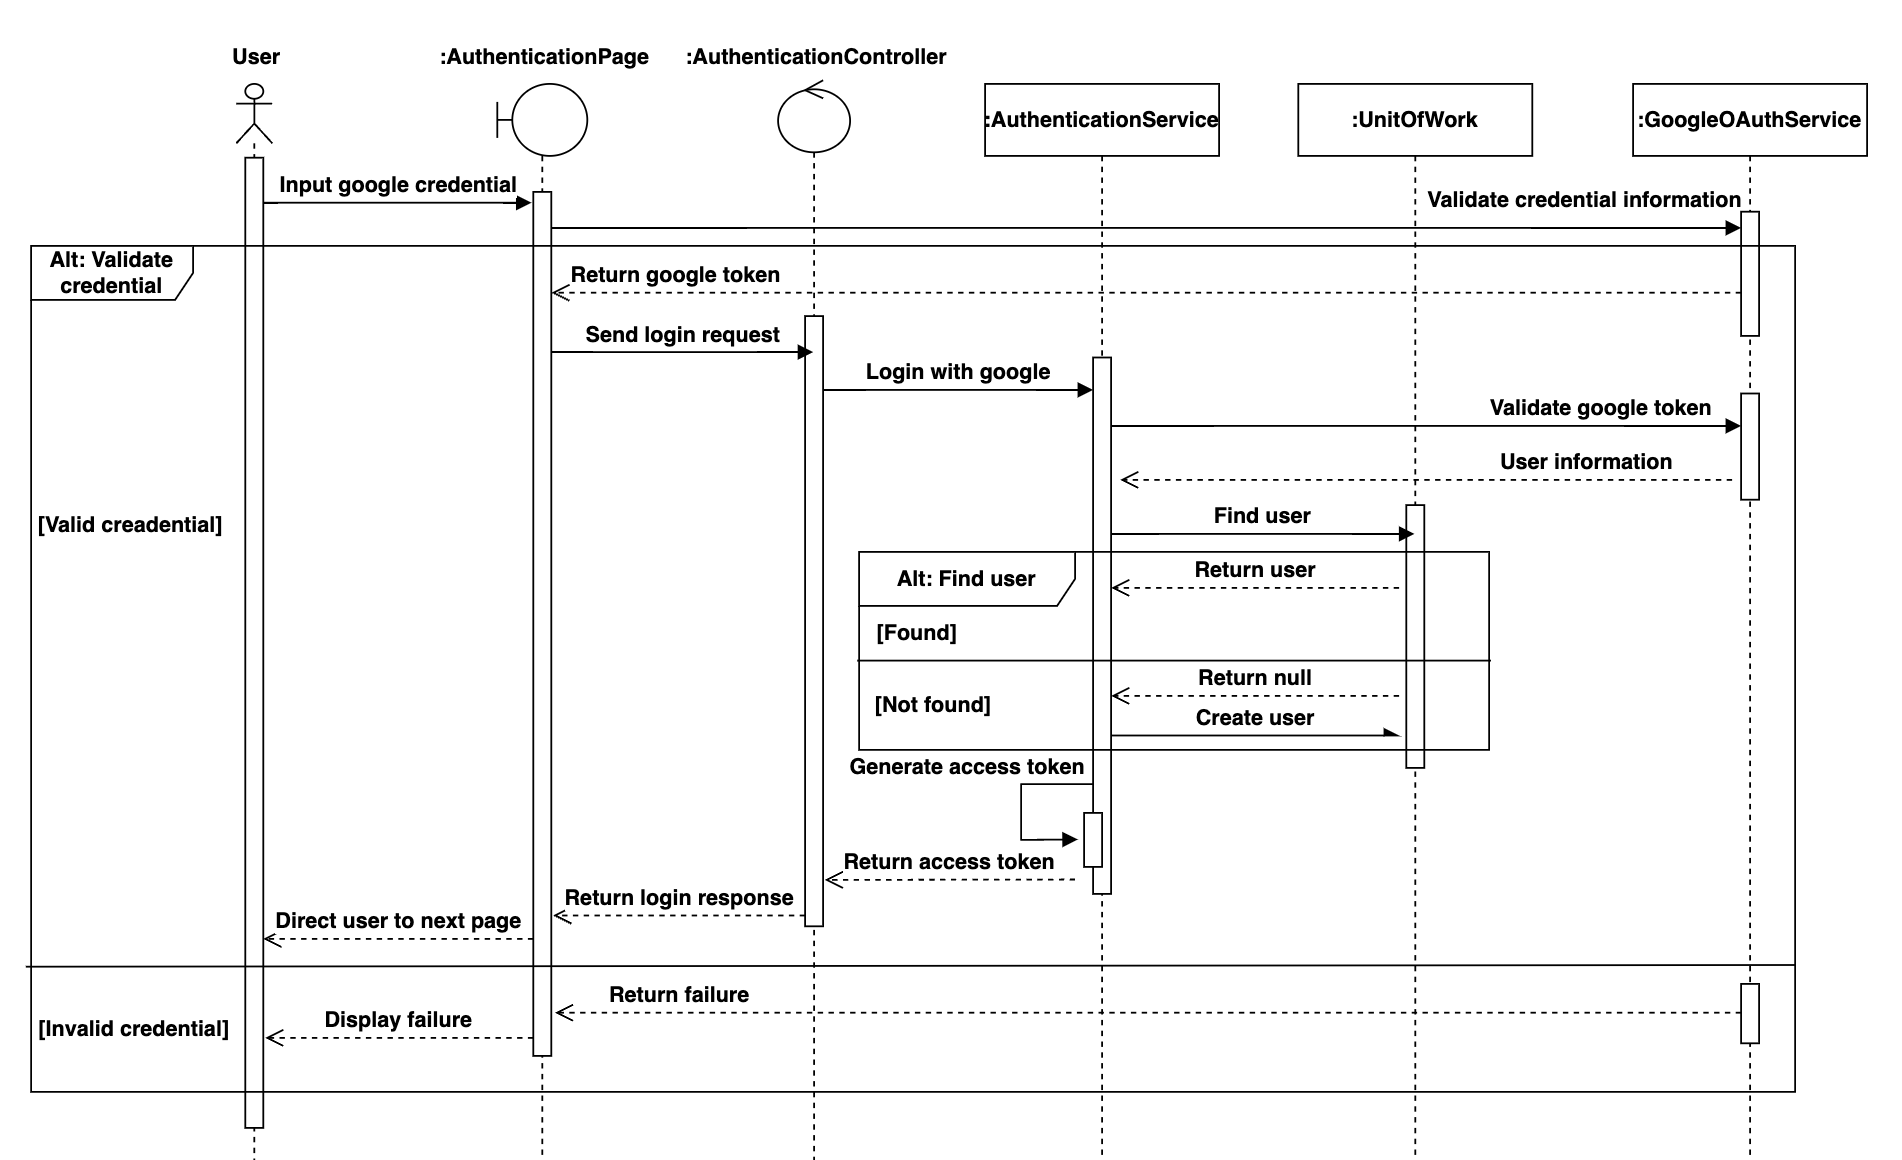 User
:AuthenticationPage
:AuthenticationController
:AuthenticationService
:UnitOfWork
:GoogleOAuthService
Input google credential
Validate credential information
Alt: Validate
credential
Return google token
Send login request
Login with google
Validate google token
User information
[Valid creadential]
Find user
Return user
Alt: Find user
[Found]
Return null
[Not found]
Create user
Generate access token
Return access token
Return login response
Direct user to next page
Return failure
[Invalid credential]
Display failure